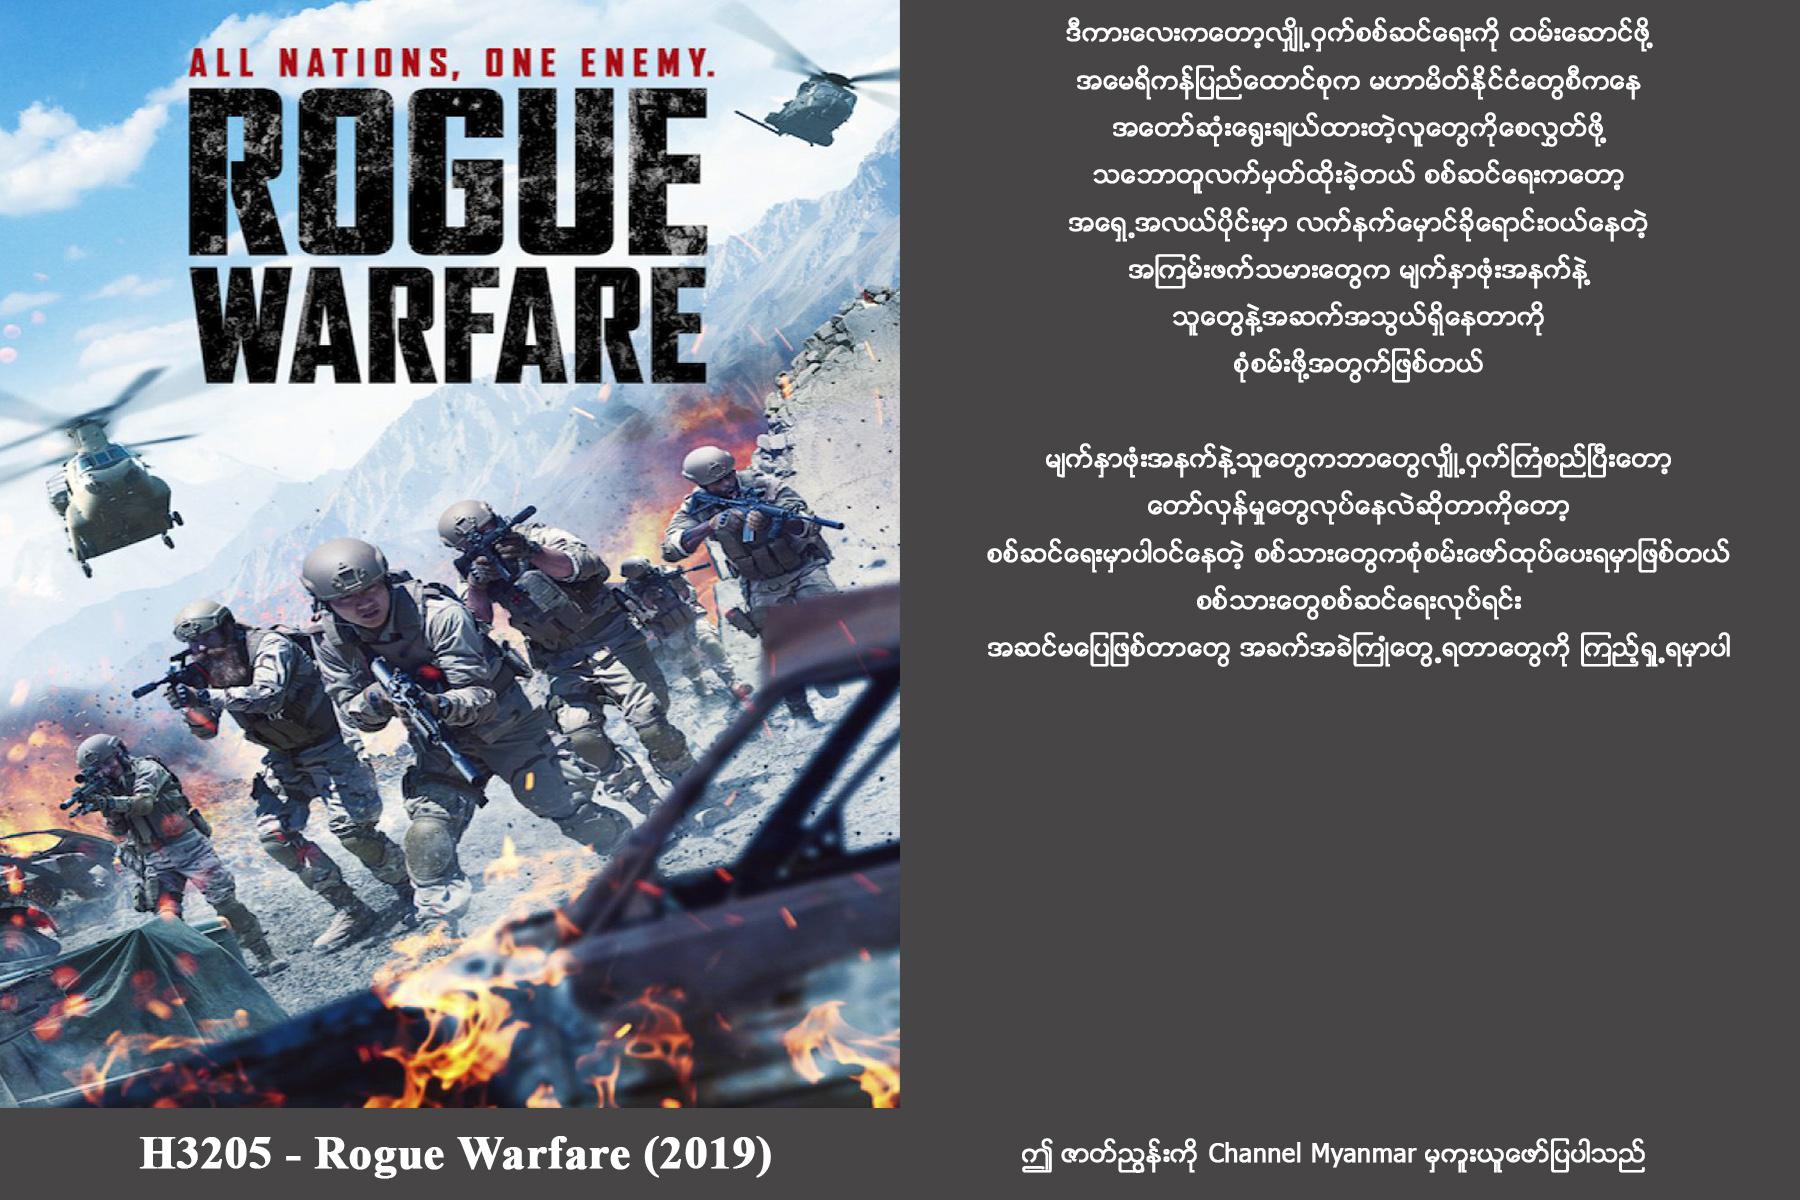 ALL NATIONS, ONE ENEMY.
ROGUE
WARFARE
H3205 - Rogue Warfare (2019)
ဒီကားလေးကတော့လျှို့ဝှက်စစ်ဆင်ရေးကို ထမ်းဆောင်ဖို့
အမေရိကန်ပြည်ထောင်စုက မဟာမိတ်နိုင်ငံတွေစီကနေ
အတော်ဆုံးရွေးချယ်ထားတဲ့လူတွေကိုစေလွှတ်ဖို့
သဘောတူလက်မှတ်ထိုးခဲ့တယ် စစ်ဆင်ရေးကတော့
အရှေ့အလယ်ပိုင်းမှာ လက်နက်မှောင်ခိုရောင်းဝယ်နေတဲ့
အကြမ်းဖက်သမားတွေက မျက်နှာဖုံးအနက်နဲ့
သူတွေနဲ့အဆက်အသွယ်ရှိနေတာကို
စုံစမ်းဖို့အတွက်ဖြစ်တယ်
မျက်နှာဖုံးအနက်နဲ့သူတွေကဘာတွေလျှို့ဝှက်ကြံစည်ပြီးတော့
တော်လှန်မှုတွေလုပ်နေလဲဆိုတာကိုတော့
စစ်ဆင်ရေးမှာပါဝင်နေတဲ့ စစ်သားတွေကစုံစမ်းဖော်ထုပ်ပေးရမှာဖြစ်တယ်
စစ်သားတွေစစ်ဆင်ရေးလုပ်ရင်း
အဆင်မပြေဖြစ်တာတွေ အခက်အခဲကြုံတွေ့ရတာတွေကို ကြည့်ရှု့ရမှာပါ
ဤ ဇာတ်ညွန်းကို Channel Myanmar မှကူးယူဖော်ပြပါသည်